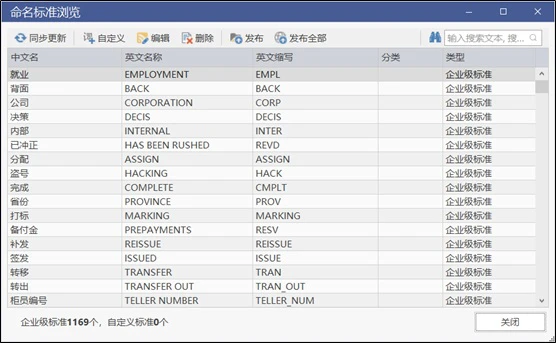 命名标准浏览
同步更新 自定义 编辑 删除 发布 发布全部 输入搜索文本, 搜...
中文名 英文名称 英文缩写 分类 类型
就业 EMPLOYMENT EMPL 企业级标准
背面 BACK BACK 企业级标准
公司 CORPORATION CORP 企业级标准
决策 DECIS DECIS 企业级标准
内部 INTERNAL INTER 企业级标准
已冲正 HAS BEEN RUSHED REVD 企业级标准
分配 ASSIGN ASSIGN 企业级标准
盗号 HACKING HACK 企业级标准
完成 COMPLETE CMPLT 企业级标准
省份 PROVINCE PROV 企业级标准
打标 MARKING MARKING 企业级标准
备付金 PREPAYMENTS RESV 企业级标准
补发 REISSUE REISSUE 企业级标准
签发 ISSUED ISSUE 企业级标准
转移 TRANSFER TRAN 企业级标准
转出 TRANSFER OUT TRAN_OUT 企业级标准
柜员编号 TELLER NUMBER TELLER_NUM 企业级标准
企业级标准1169个，自定义标准0个 关闭